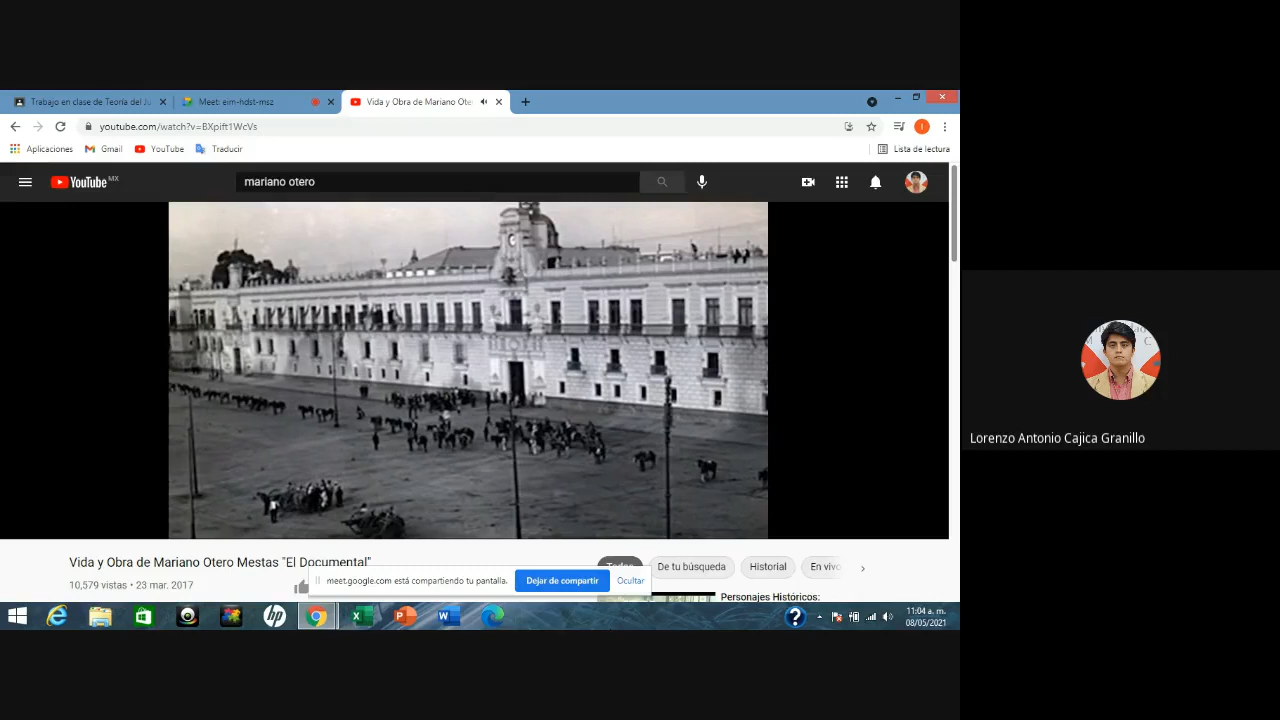 Trabajo en clase de Teoría del Ju
Meet: eim-hdst-msz
Vida y Obra de Mariano Ote
youtube.com/watch?v=BXpift1WcVs
Aplicaciones
Gmail
YouTube
Traducir
Lista de lectura
YouTube MX
mariano otero
Lorenzo Antonio Cajica Granillo
Vida y Obra de Mariano Otero Mestas "El Documental"
10,579 vistas • 23 mar. 2017
Todos
De tu búsqueda
Historial
En vivo
meet.google.com está compartiendo tu pantalla.
Dejar de compartir
Ocultar
Personajes Históricos:
11:04 a. m.
08/05/2021